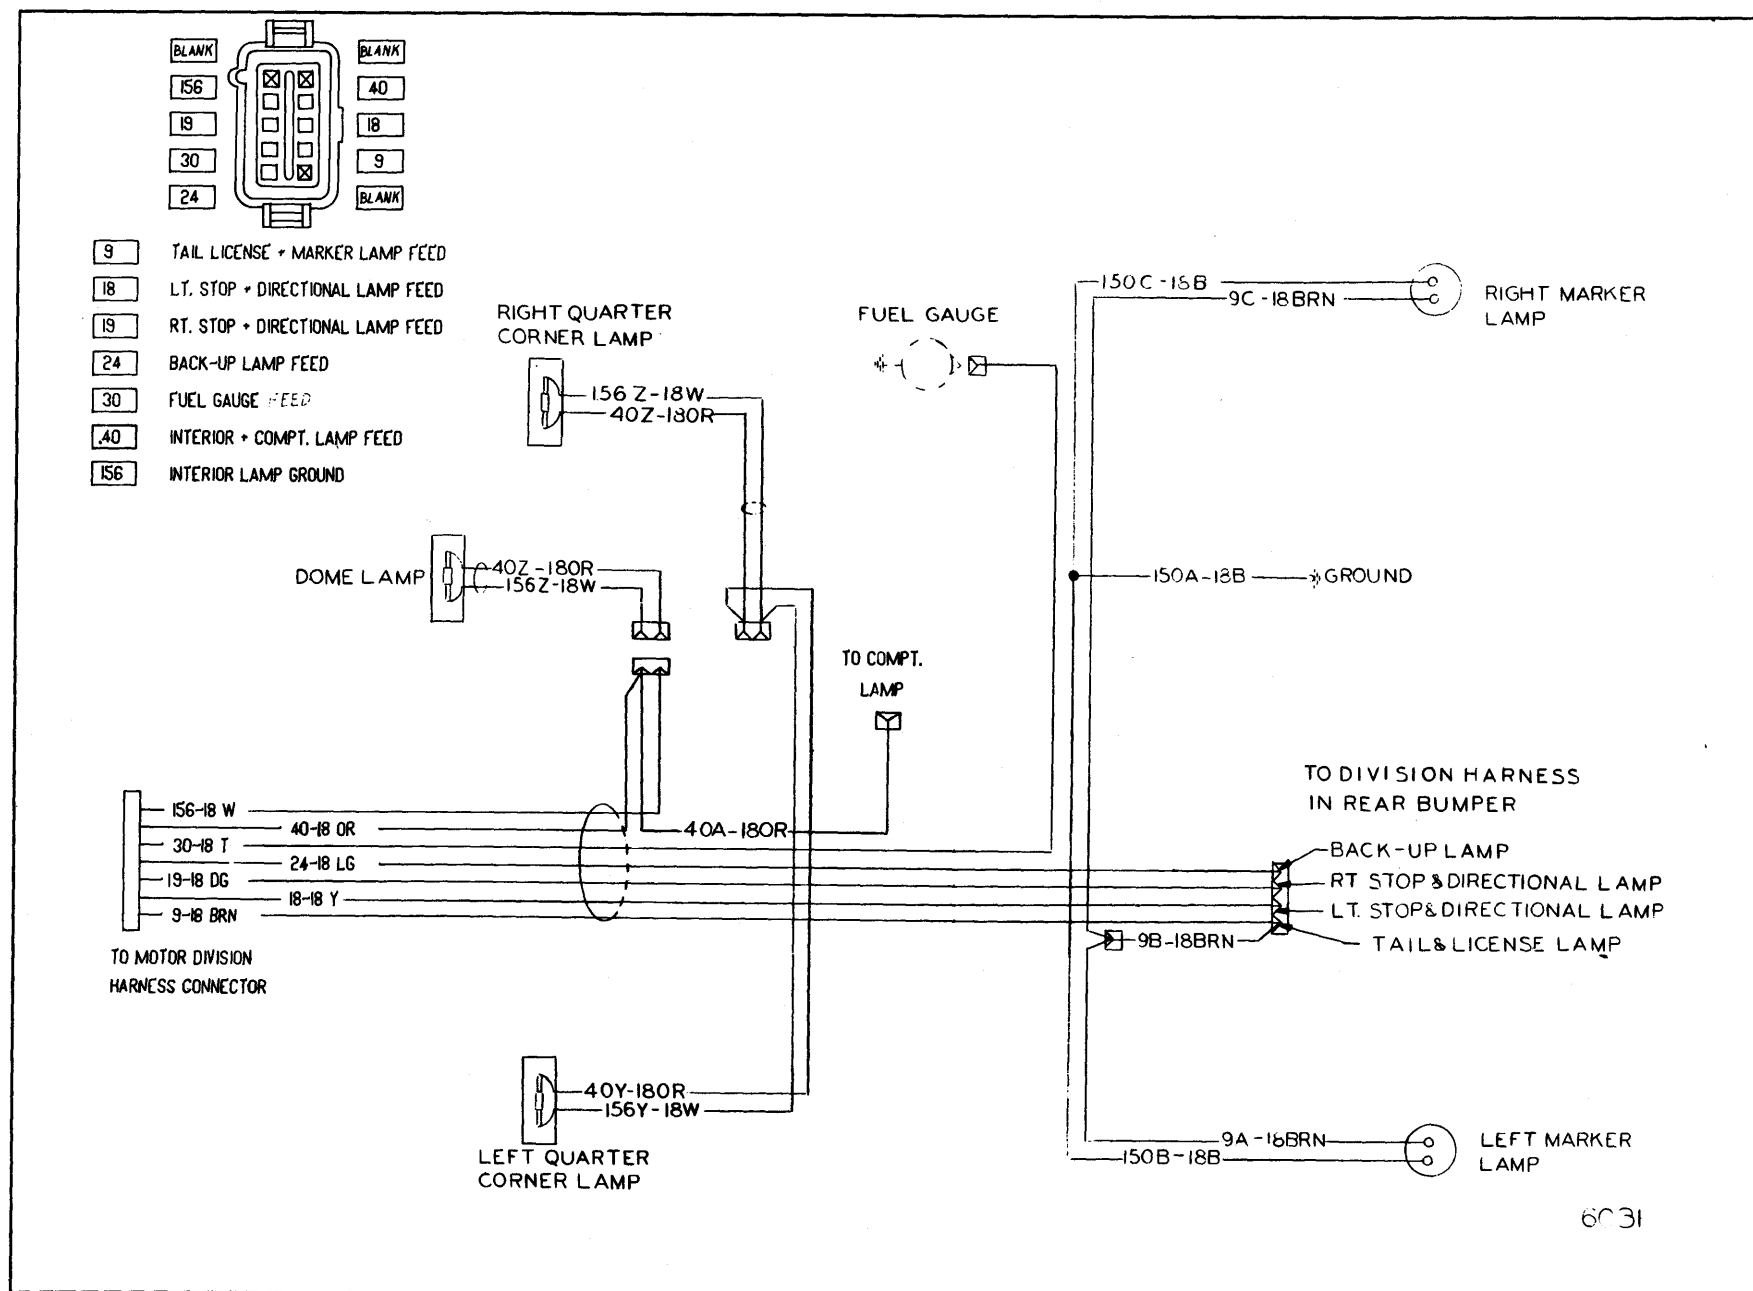 BLANK BLANK
156 40
19 18
30 9
24 BLANK
9 TAIL LICENSE + MARKER LAMP FEED
18 LT. STOP + DIRECTIONAL LAMP FEED
19 RT. STOP + DIRECTIONAL LAMP FEED
24 BACK-UP LAMP FEED
30 FUEL GAUGE FEED
.40 INTERIOR + COMPT. LAMP FEED
156 INTERIOR LAMP GROUND
RIGHT QUARTER
CORNER LAMP
156Z-18W
40Z-18OR
FUEL GAUGE
150C-18B
9C-18BRN
RIGHT MARKER
LAMP
DOME LAMP
40Z-18OR
156Z-18W
150A-18B
GROUND
TO COMPT.
LAMP
TO DIVISION HARNESS
IN REAR BUMPER
156-18 W
40-18 OR
40A-18OR
30-18 T
24-18 LG
19-18 DG
18-18 Y
9-18 BRN
BACK-UP LAMP
RT STOP & DIRECTIONAL LAMP
LT. STOP & DIRECTIONAL LAMP
9B-18BRN
TAIL & LICENSE LAMP
TO MOTOR DIVISION
HARNESS CONNECTOR
40Y-18OR
156Y-18W
LEFT QUARTER
CORNER LAMP
9A-18BRN
150B-18B
LEFT MARKER
LAMP